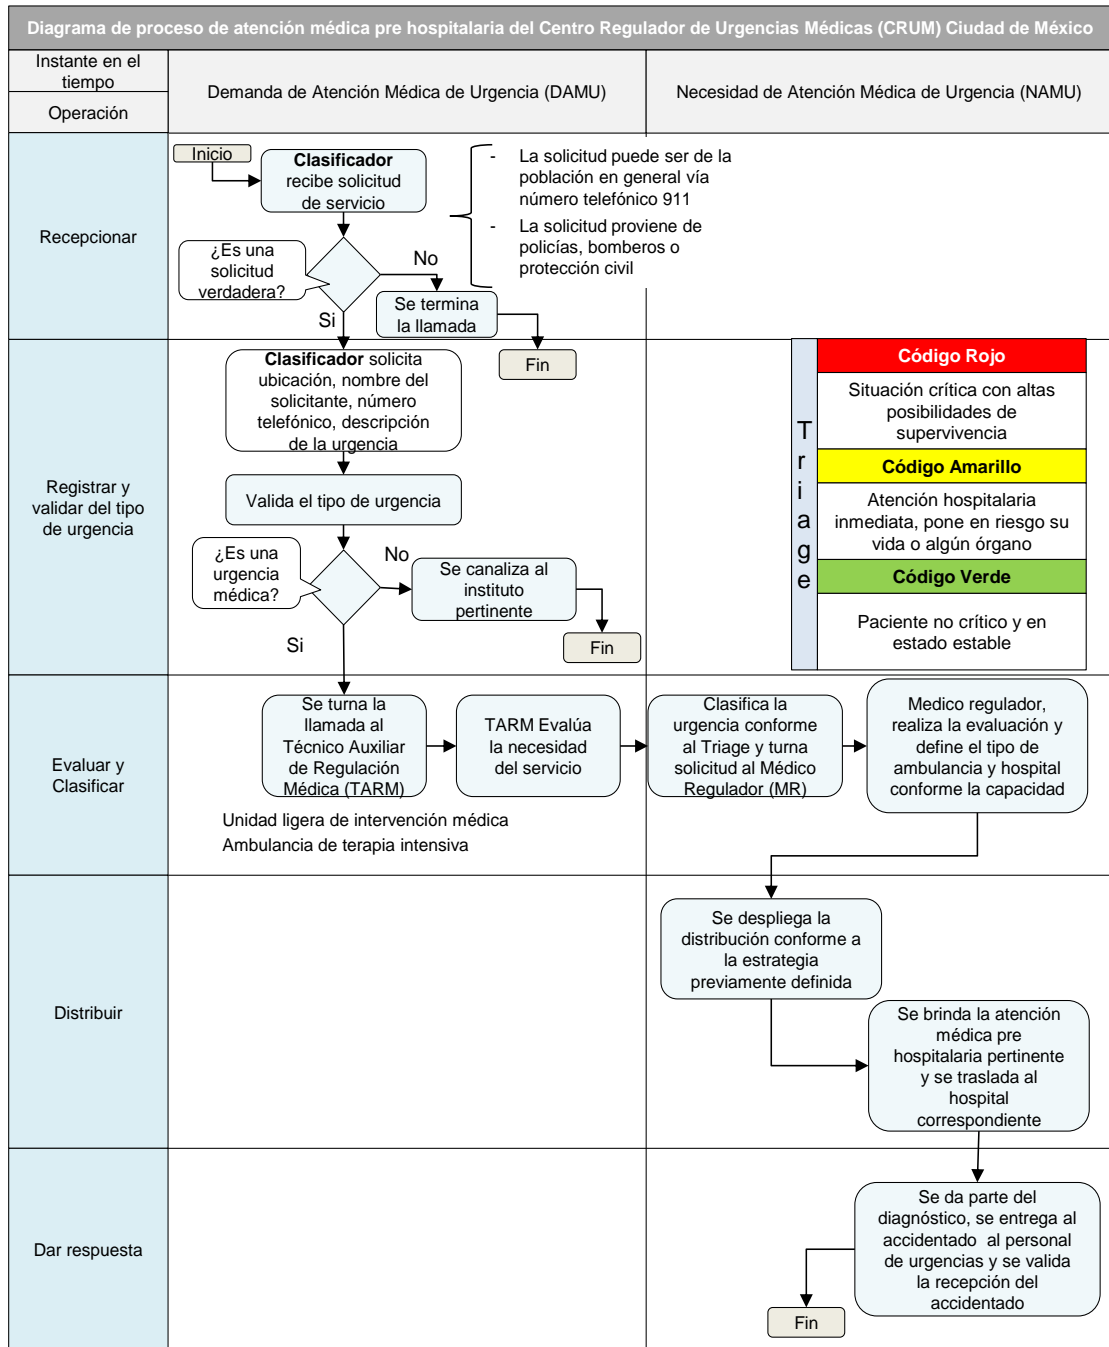 Diagrama de proceso de atención médica pre hospitalaria del Centro Regulador de Urgencias Médicas (CRUM) Ciudad de México
Instante en el
tiempo
Operación
Demanda de Atención Médica de Urgencia (DAMU)
Necesidad de Atención Médica de Urgencia (NAMU)
Recepcionar
Inicio
Clasificador
recibe solicitud
de servicio
- La solicitud puede ser de la
población en general vía
número telefónico 911
- La solicitud proviene de
policías, bomberos o
protección civil
¿Es una
solicitud
verdadera?
No
Se termina
la llamada
Si
Fin
Registrar y
validar del tipo
de urgencia
Clasificador solicita
ubicación, nombre del
solicitante, número
telefónico, descripción
de la urgencia
Valida el tipo de urgencia
¿Es una
urgencia
médica?
No
Se canaliza al
instituto
pertinente
Si
Fin
Triage
Código Rojo
Situación crítica con altas
posibilidades de
supervivencia
Código Amarillo
Atención hospitalaria
inmediata, pone en riesgo su
vida o algún órgano
Código Verde
Paciente no crítico y en
estado estable
Evaluar y
Clasificar
Se turna la
llamada al
Técnico Auxiliar
de Regulación
Médica (TARM)
TARM Evalúa
la necesidad
del servicio
Clasifica la
urgencia conforme
al Triage y turna
solicitud al Médico
Regulador (MR)
Medico regulador,
realiza la evaluación y
define el tipo de
ambulancia y hospital
conforme la capacidad
Unidad ligera de intervención médica
Ambulancia de terapia intensiva
Distribuir
Se despliega la
distribución conforme a
la estrategia
previamente definida
Se brinda la atención
médica pre
hospitalaria pertinente
y se traslada al
hospital
correspondiente
Dar respuesta
Se da parte del
diagnóstico, se entrega al
accidentado al personal
de urgencias y se valida
la recepción del
accidentado
Fin